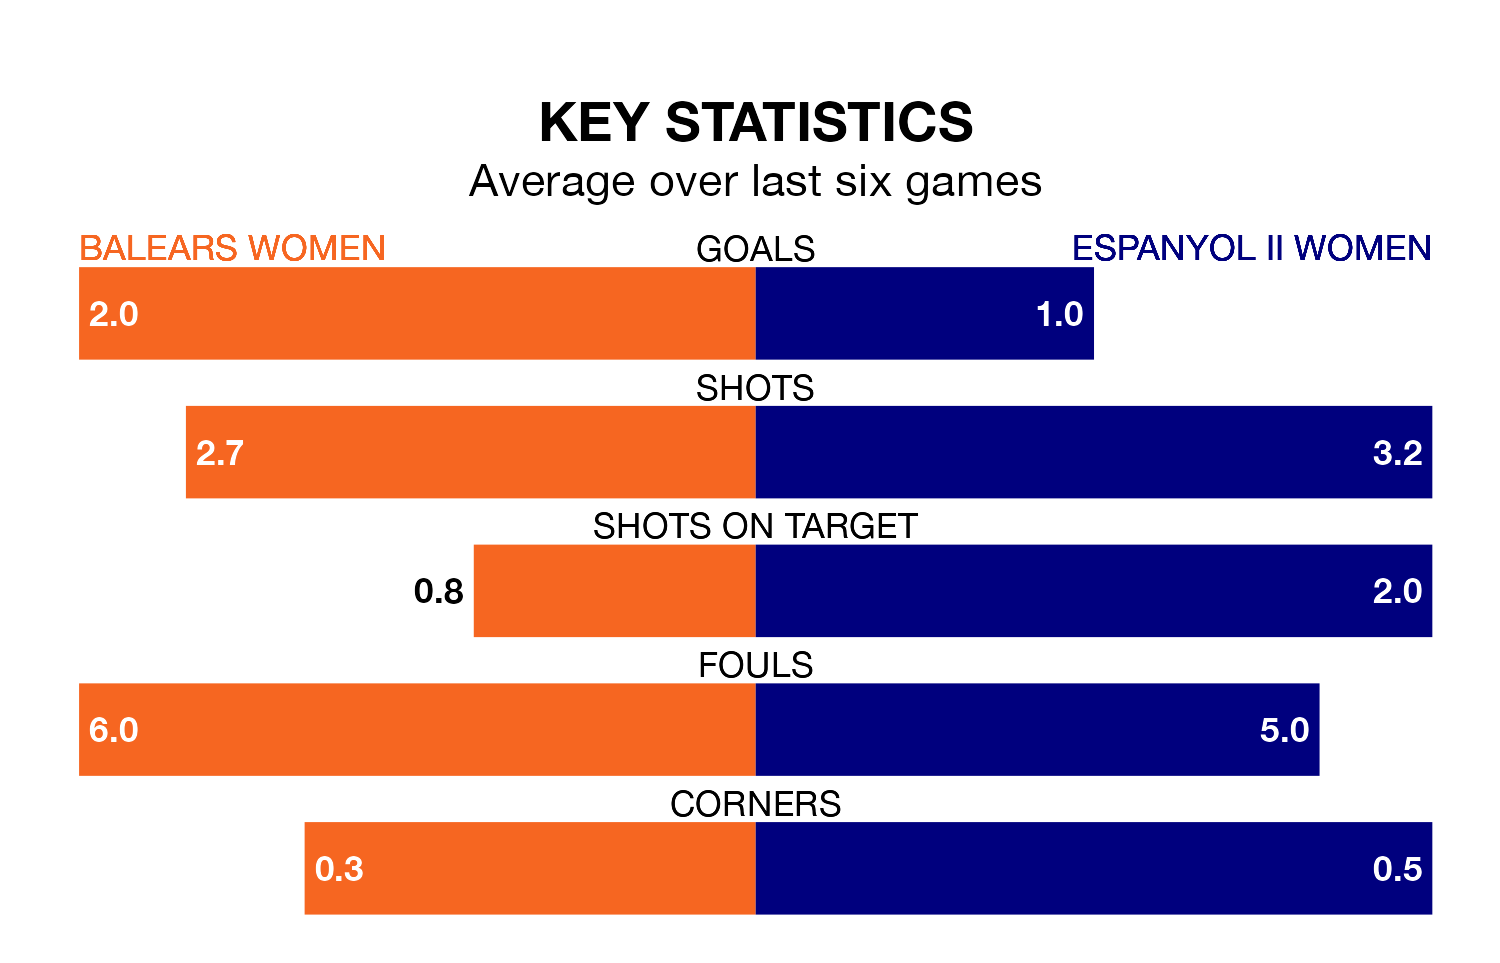 KEY STATISTICS
Average over last six games
BALEARS WOMEN GOALS ESPANYOL II WOMEN
2.0 1.0
SHOTS
2.7 3.2
SHOTS ON TARGET
0.8 2.0
FOULS
6.0 5.0
CORNERS
0.3 0.5